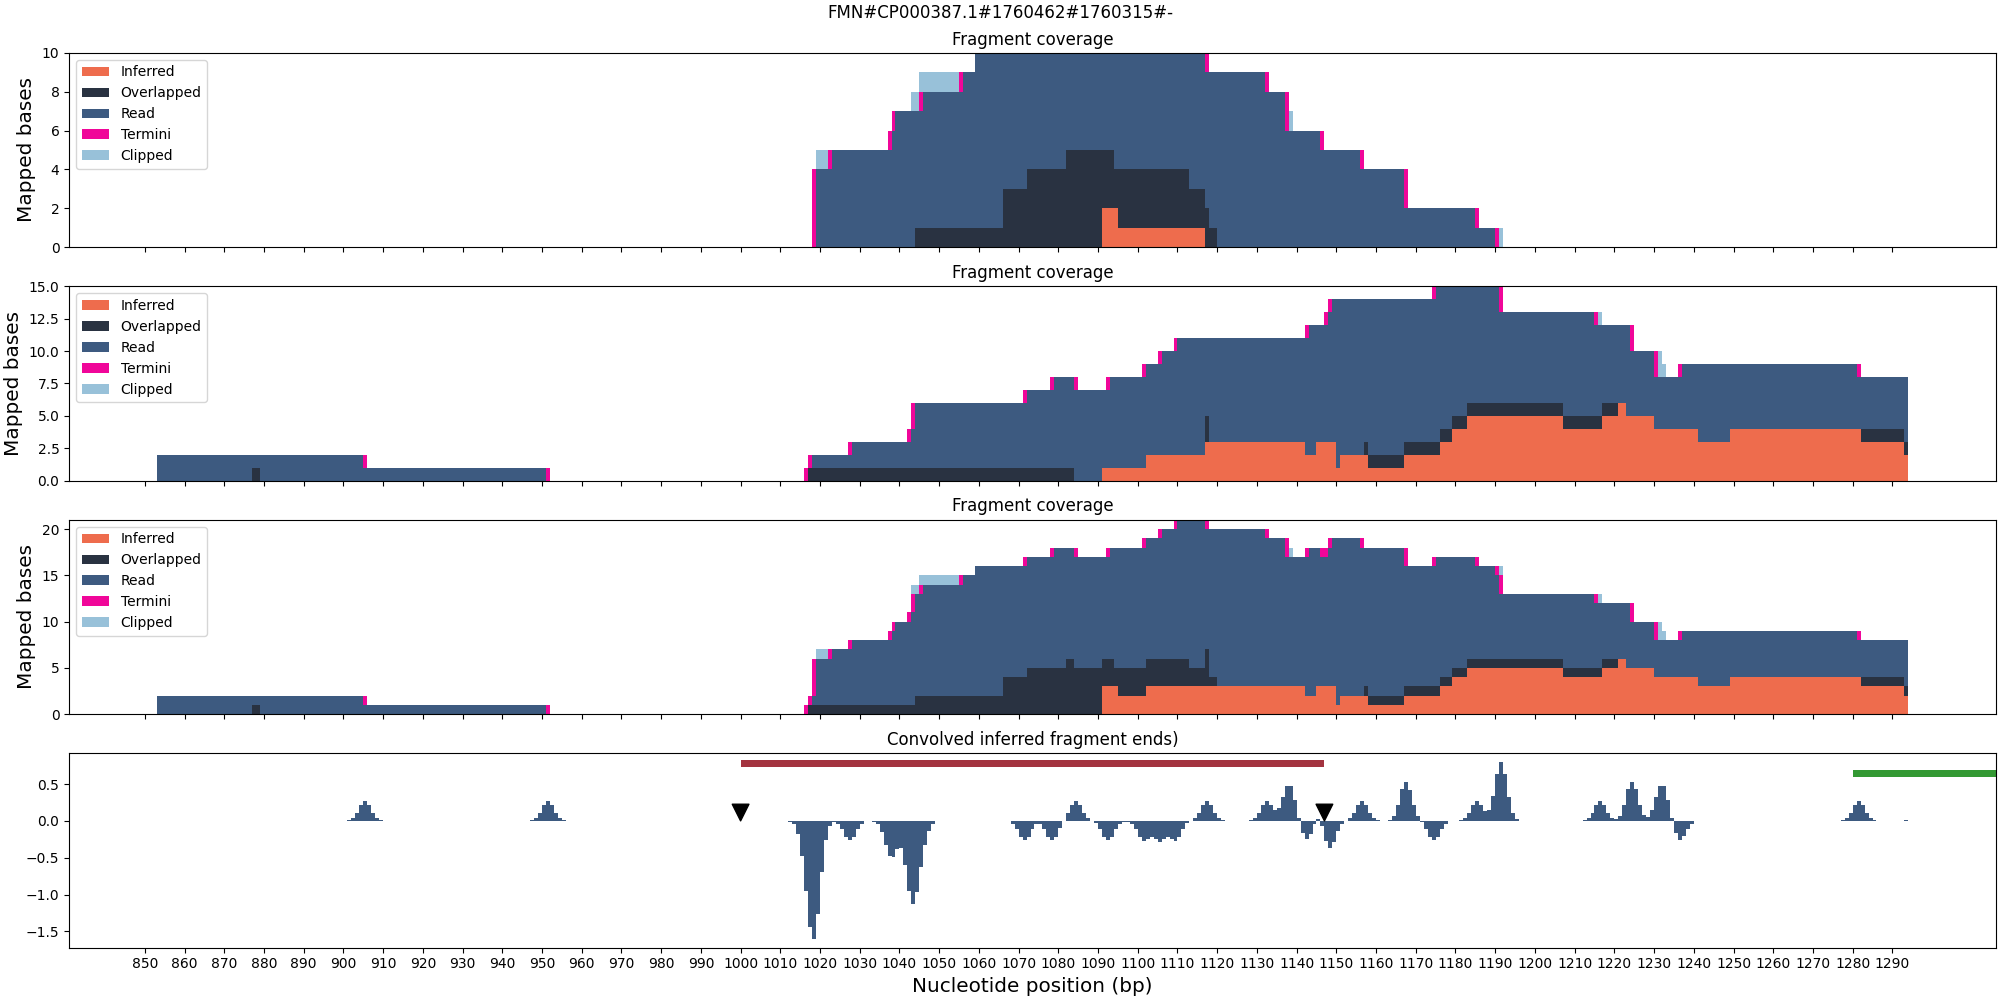 FMN#CP000387.1#1760462#1760315#-
Fragment coverage
Mapped bases
10
8
6
4
2
0
Inferred
Overlapped
Read
Termini
Clipped
Fragment coverage
Mapped bases
15.0
12.5
10.0
7.5
5.0
2.5
0.0
Inferred
Overlapped
Read
Termini
Clipped
Fragment coverage
Mapped bases
20
15
10
5
0
Inferred
Overlapped
Read
Termini
Clipped
Convolved inferred fragment ends)
0.5
0.0
−0.5
−1.0
−1.5
850 860 870 880 890 900 910 920 930 940 950 960 970 980 990 1000 1010 1020 1030 1040 1050 1060 1070 1080 1090 1100 1110 1120 1130 1140 1150 1160 1170 1180 1190 1200 1210 1220 1230 1240 1250 1260 1270 1280 1290
Nucleotide position (bp)